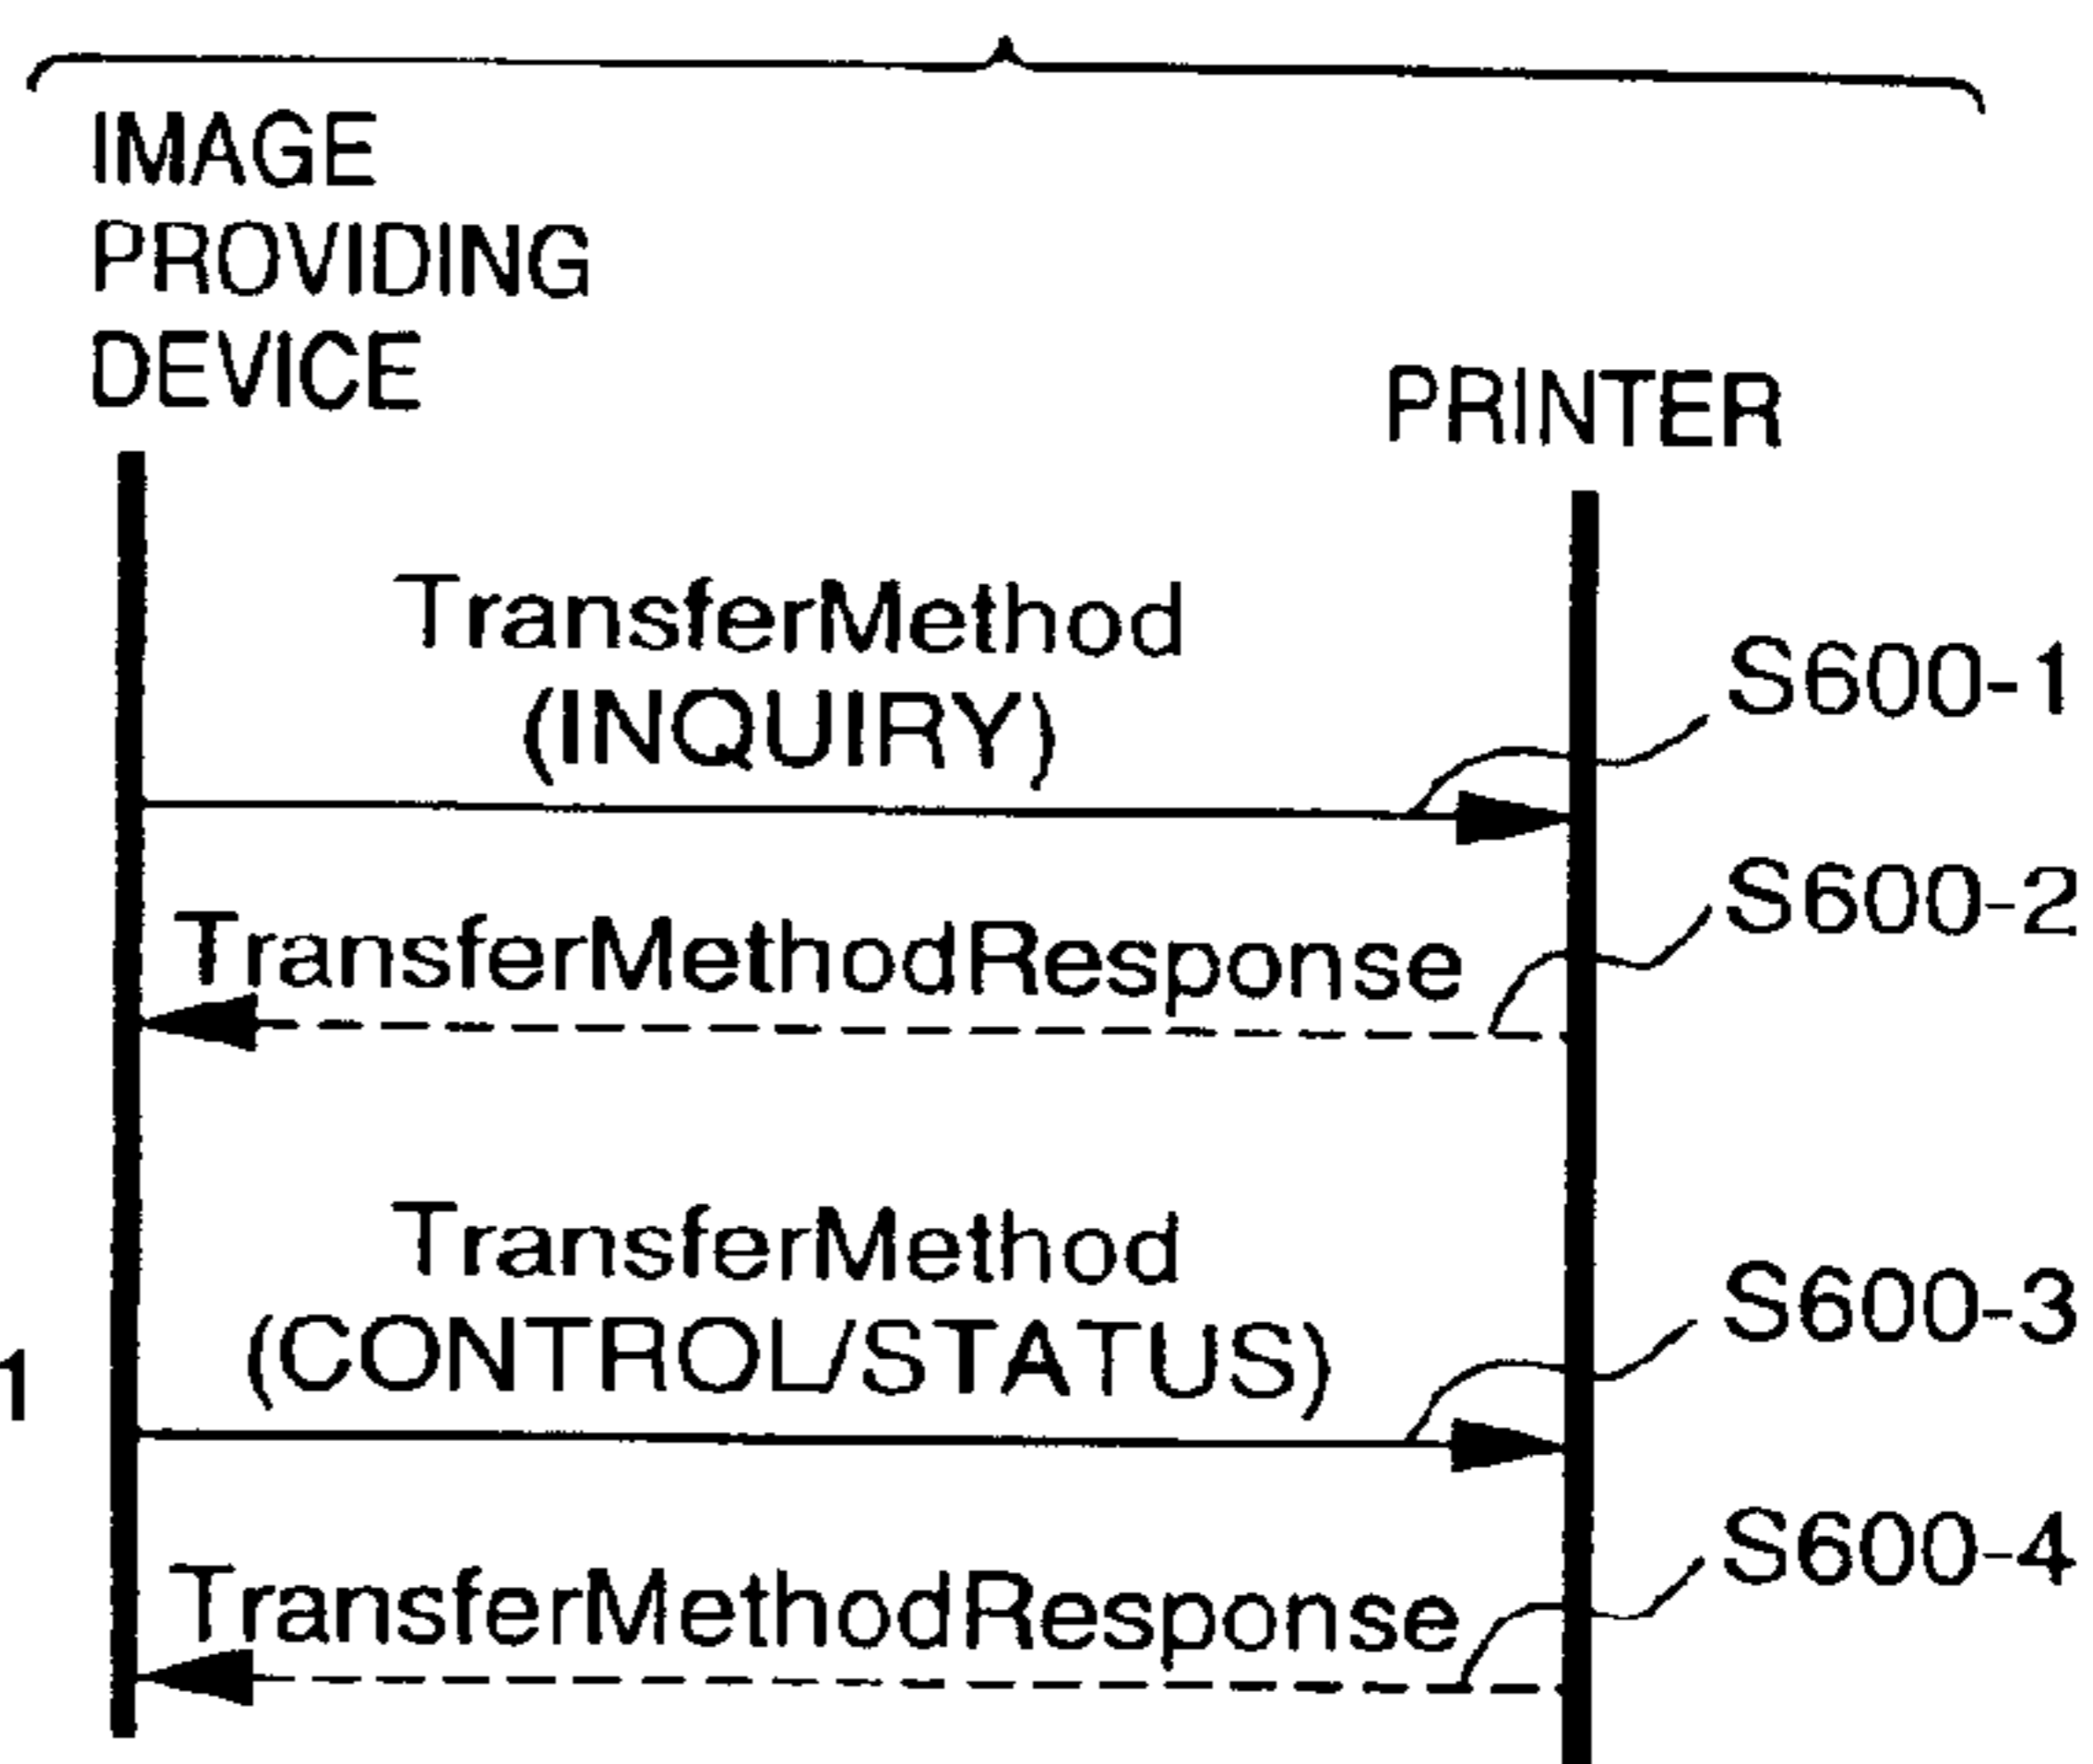 IMAGE
PROVIDING
DEVICE
PRINTER
TransferMethod
(INQUIRY)
S600-1
TransferMethodResponse
S600-2
TransferMethod
(CONTROL/STATUS)
S600-3
1
TransferMethodResponse
S600-4